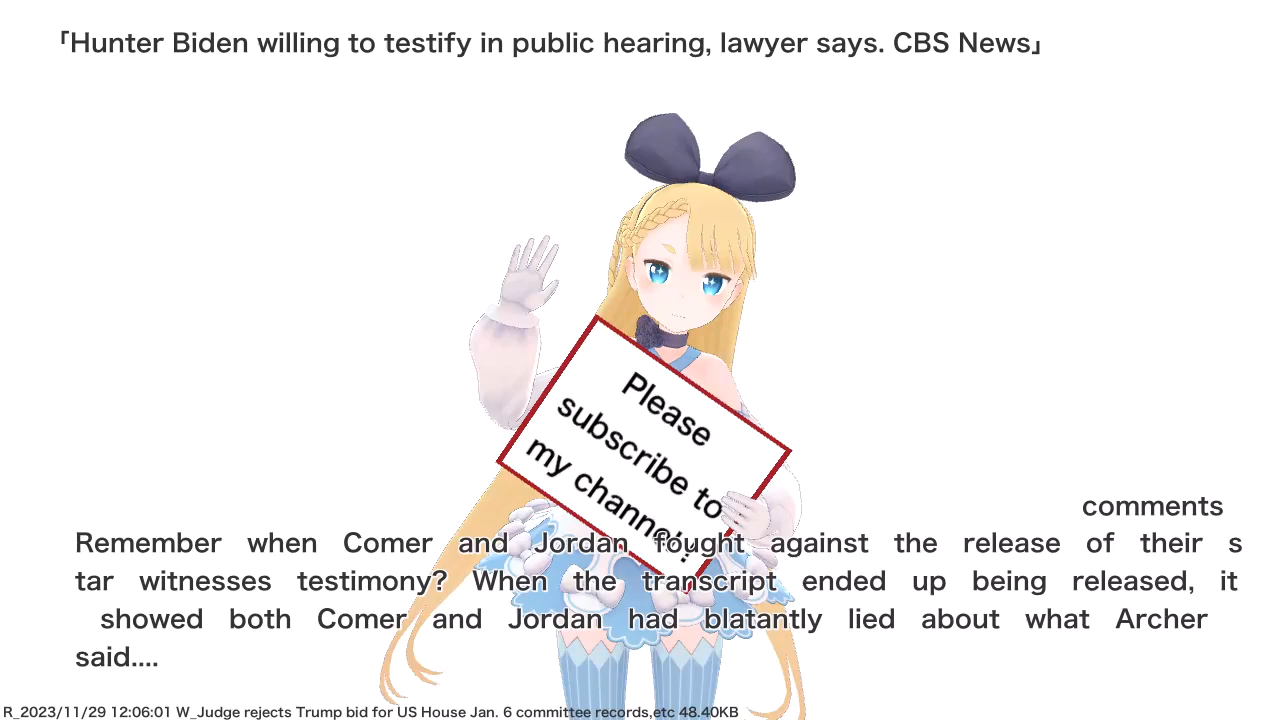 「Hunter Biden willing to testify in public hearing, lawyer says. CBS News」
Please
subscribe to
my channel!
comments
Remember when Comer and Jordan fought against the release of their s
tar witnesses testimony? When the transcript ended up being released, it
showed both Comer and Jordan had blatantly lied about what Archer
said....
R_2023/11/29 12:06:01 W_Judge rejects Trump bid for US House Jan. 6 committee records,etc 48.40KB